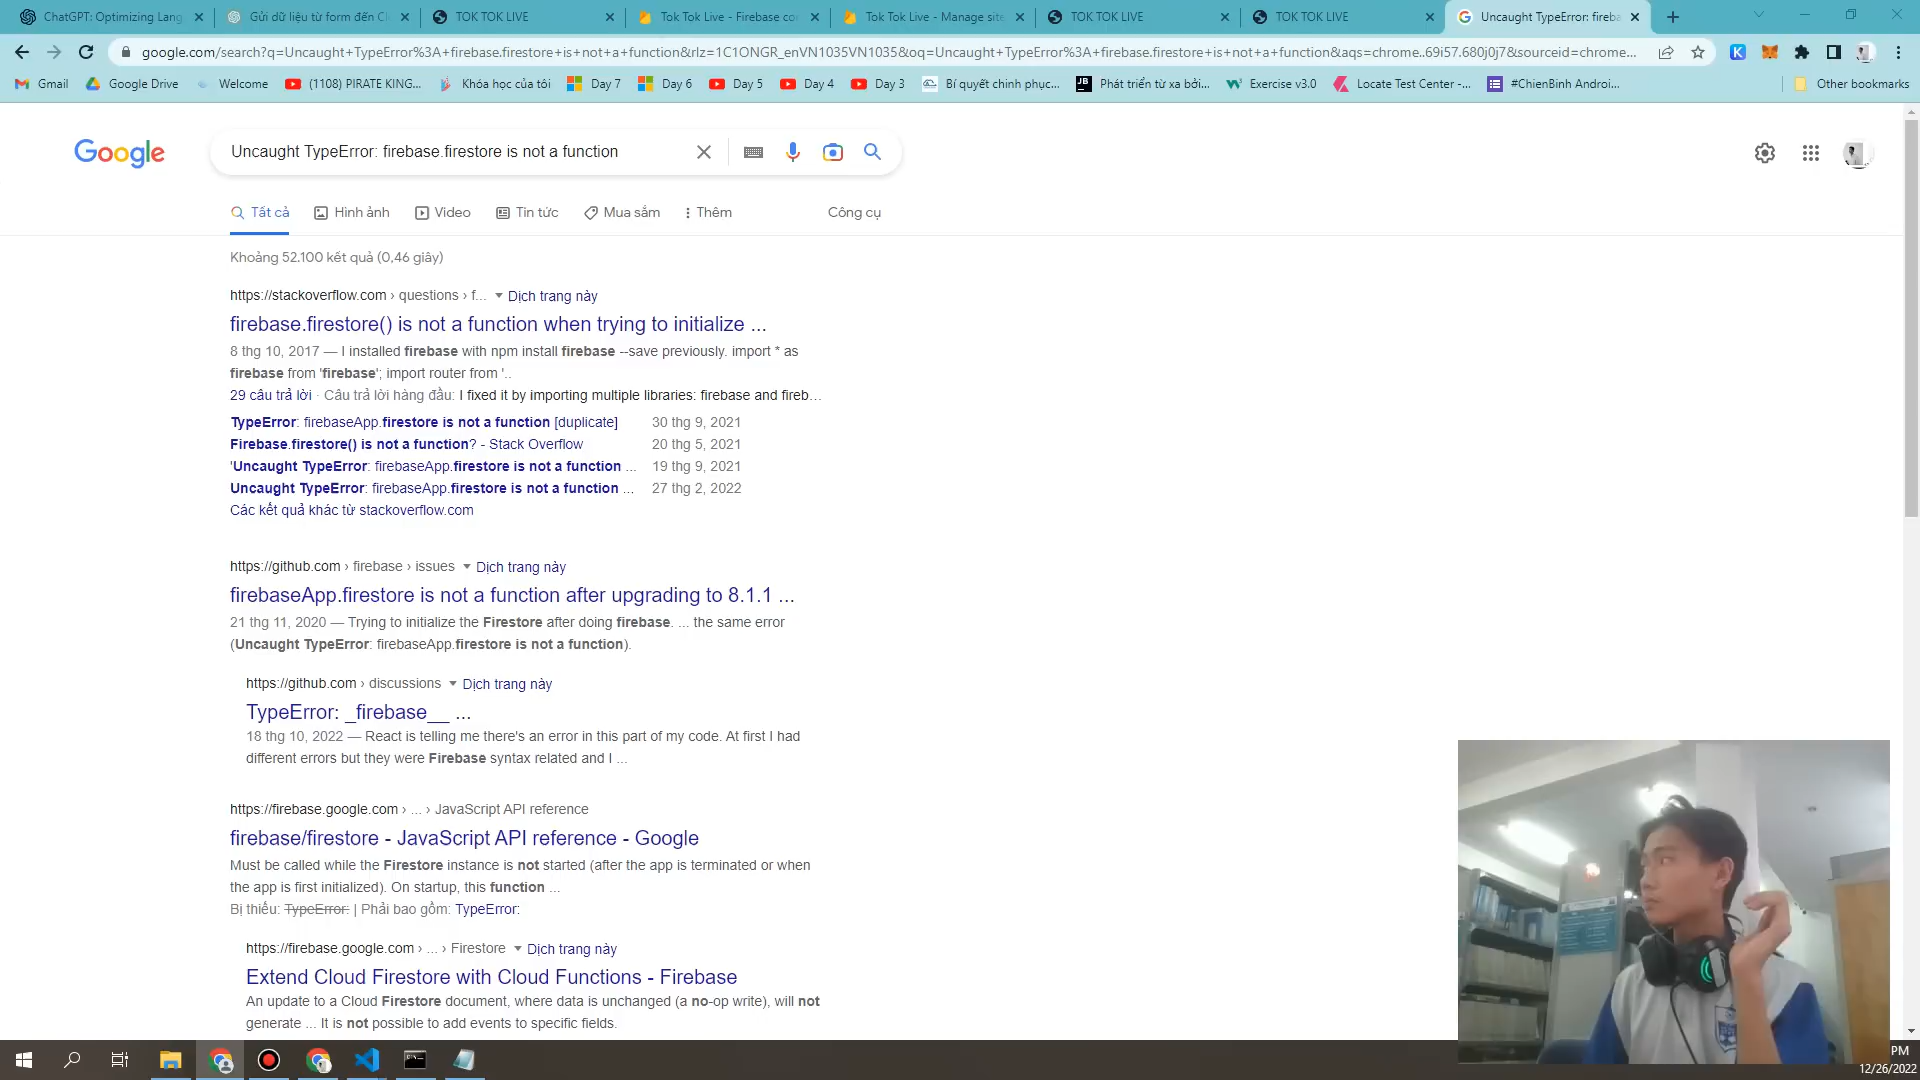 ChatGPT: Optimizing Lang
Gửi dữ liệu từ form đến Cl
TOK TOK LIVE
Tok Tok Live - Firebase co
Tok Tok Live - Manage site
TOK TOK LIVE
TOK TOK LIVE
Uncaught TypeError: fireba
google.com/search?q=Uncaught+TypeError%3A+firebase.firestore+is+not+a+function&rlz=1C1ONGR_enVN1035VN1035&oq=Uncaught+TypeError%3A+firebase.firestore+is+not+a+function&aqs=chrome..69i57.680j0j7&sourceid=chrome...
Gmail
Google Drive
Welcome
(1108) PIRATE KING...
Khóa học của tôi
Day 7
Day 6
Day 5
Day 4
Day 3
Bí quyết chinh phục...
Phát triển từ xa bởi...
Exercise v3.0
Locate Test Center -...
#ChienBinh Androi...
Other bookmarks
Google
Uncaught TypeError: firebase.firestore is not a function
Tất cả
Hình ảnh
Video
Tin tức
Mua sắm
Thêm
Công cụ
Khoảng 52.100 kết quả (0,46 giây)
https://stackoverflow.com › questions › f... Dịch trang này
firebase.firestore() is not a function when trying to initialize ...
8 thg 10, 2017 — I installed firebase with npm install firebase --save previously. import * as
firebase from 'firebase'; import router from '..
29 câu trả lời · Câu trả lời hàng đầu: I fixed it by importing multiple libraries: firebase and fireb…
TypeError: firebaseApp.firestore is not a function [duplicate] 30 thg 9, 2021
Firebase.firestore() is not a function? - Stack Overflow 20 thg 5, 2021
'Uncaught TypeError: firebaseApp.firestore is not a function ... 19 thg 9, 2021
Uncaught TypeError: firebaseApp.firestore is not a function ... 27 thg 2, 2022
Các kết quả khác từ stackoverflow.com
https://github.com › firebase › issues Dịch trang này
firebaseApp.firestore is not a function after upgrading to 8.1.1 ...
21 thg 11, 2020 — Trying to initialize the Firestore after doing firebase. ... the same error
(Uncaught TypeError: firebaseApp.firestore is not a function).
https://github.com › discussions Dịch trang này
TypeError: _firebase__ ...
18 thg 10, 2022 — React is telling me there's an error in this part of my code. At first I had
different errors but they were Firebase syntax related and I ...
https://firebase.google.com › ... › JavaScript API reference
firebase/firestore - JavaScript API reference - Google
Must be called while the Firestore instance is not started (after the app is terminated or when
the app is first initialized). On startup, this function ...
Bị thiếu: TypeError: | Phải bao gồm: TypeError:
https://firebase.google.com › ... › Firestore Dịch trang này
Extend Cloud Firestore with Cloud Functions - Firebase
An update to a Cloud Firestore document, where data is unchanged (a no-op write), will not
generate ... It is not possible to add events to specific fields.
PM
12/26/2022